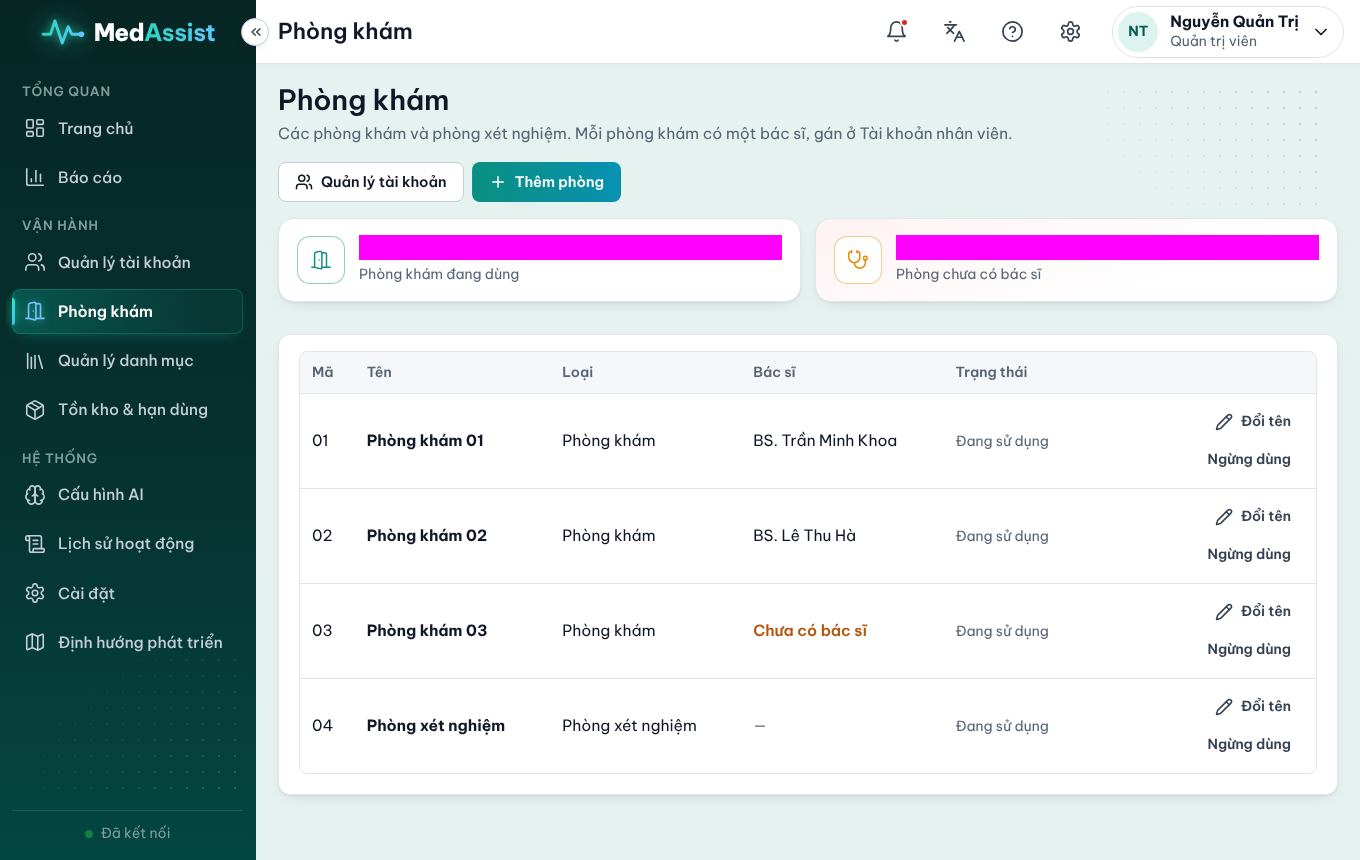 MedAssist
TỔNG QUAN
Trang chủ
Báo cáo
VẬN HÀNH
Quản lý tài khoản
Phòng khám
Quản lý danh mục
Tồn kho & hạn dùng
HỆ THỐNG
Cấu hình AI
Lịch sử hoạt động
Cài đặt
Định hướng phát triển
Đã kết nối
Phòng khám
NT
Nguyễn Quản Trị
Quản trị viên
Phòng khám
Các phòng khám và phòng xét nghiệm. Mỗi phòng khám có một bác sĩ, gán ở Tài khoản nhân viên.
Quản lý tài khoản
Thêm phòng
Phòng khám đang dùng
Phòng chưa có bác sĩ
Mã Tên Loại Bác sĩ Trạng thái
01 Phòng khám 01 Phòng khám BS. Trần Minh Khoa Đang sử dụng
Đổi tên
Ngừng dùng
02 Phòng khám 02 Phòng khám BS. Lê Thu Hà Đang sử dụng
Đổi tên
Ngừng dùng
03 Phòng khám 03 Phòng khám Chưa có bác sĩ Đang sử dụng
Đổi tên
Ngừng dùng
04 Phòng xét nghiệm Phòng xét nghiệm — Đang sử dụng
Đổi tên
Ngừng dùng